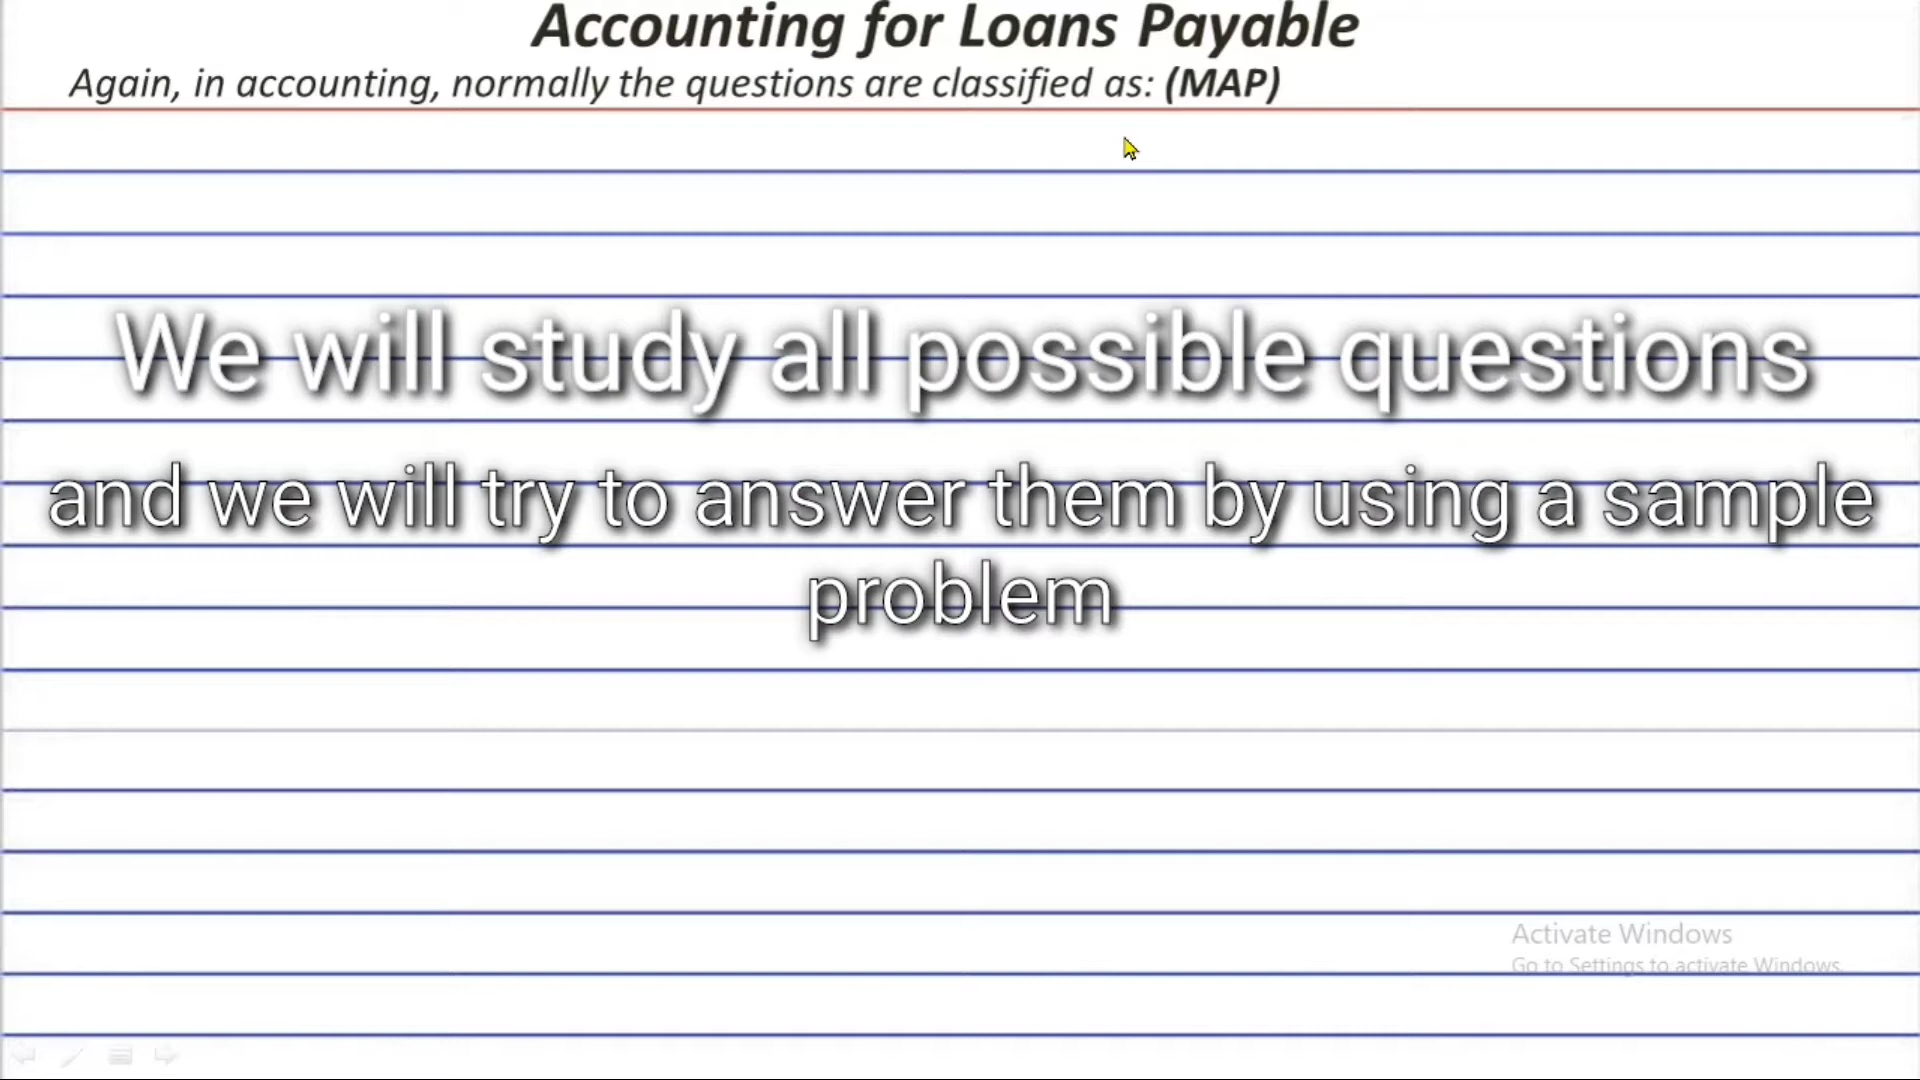 Accounting for Loans Payable
Again, in accounting, normally the questions are classified as: (MAP)
We will study all possible questions
and we will try to answer them by using a sample
problem
Activate Windows
Go to Settings to activate Windows.